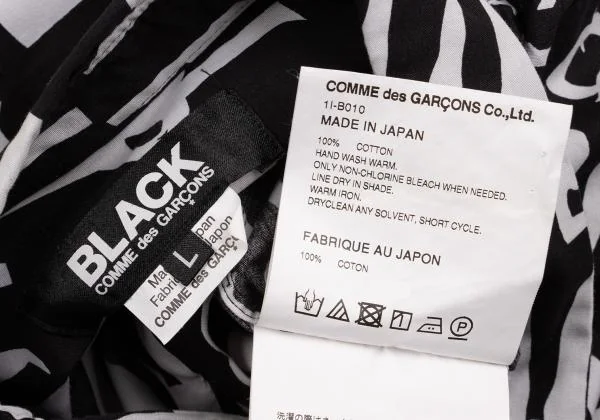 BLACK
COMME des GARÇONS
L
COMME des GARÇONS Co.,Ltd.
1I-B010
MADE IN JAPAN
100% COTTON
HAND WASH WARM.
ONLY NON-CHLORINE BLEACH WHEN NEEDED.
LINE DRY IN SHADE.
WARM IRON.
DRYCLEAN ANY SOLVENT, SHORT CYCLE.
FABRIQUE AU JAPON
100% COTON
P